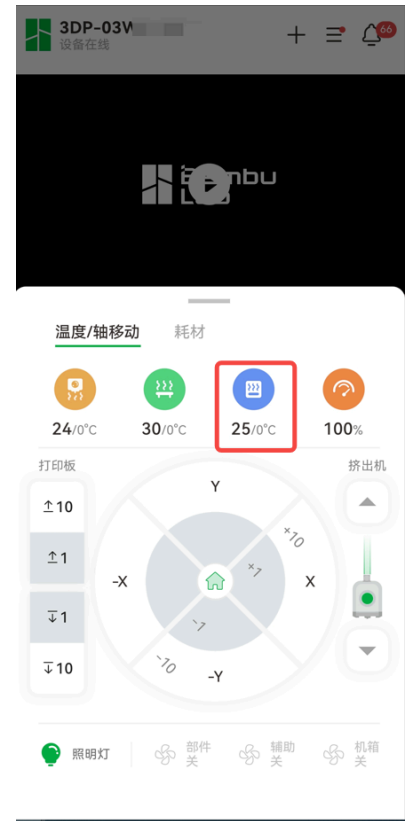 3DP-03W
设备在线
66
温度/轴移动 耗材
24/0°C 30/0°C 25/0°C 100%
打印板 挤出机
10
1
1
10
Y
-X
X
-Y
+10
+1
-1
-10
照明灯
部件 关
辅助 关
机箱 关